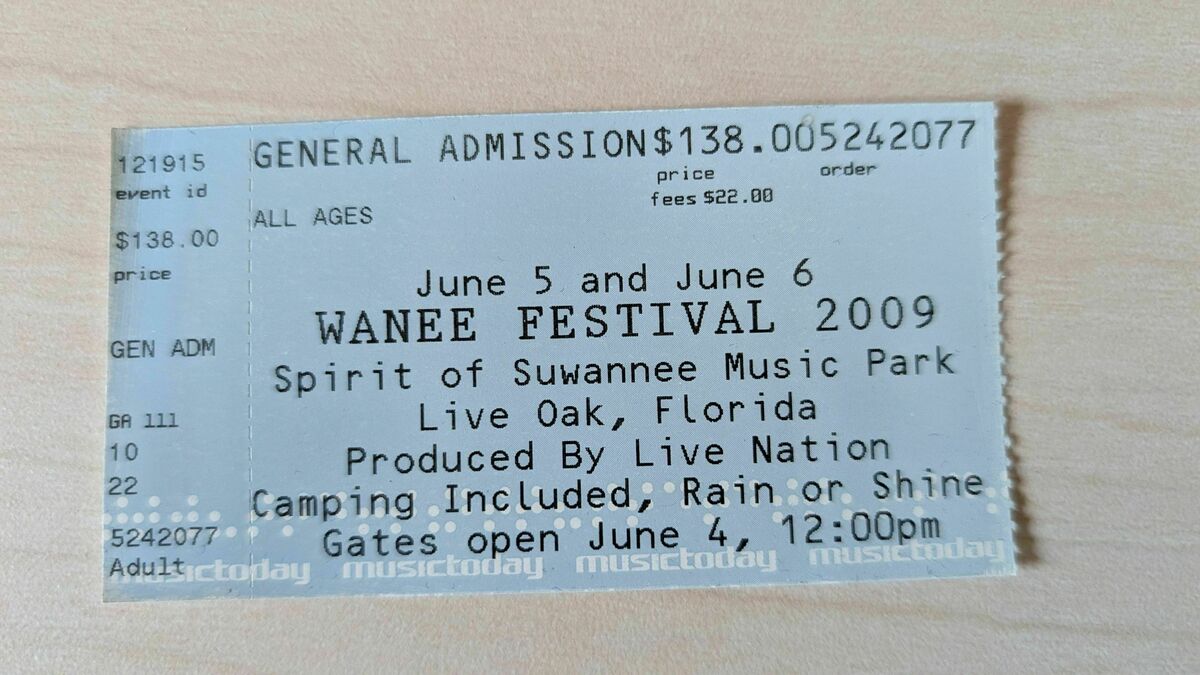 121915
event id
$138.00
price
GEN ADM
GA 111
10
22
5242077
Adult
GENERAL ADMISSION $138.00 5242077
price order
fees $22.00
ALL AGES
June 5 and June 6
WANEE FESTIVAL 2009
Spirit of Suwannee Music Park
Live Oak, Florida
Produced By Live Nation
Camping Included, Rain or Shine
Gates open June 4, 12:00pm
musictoday musictoday musictoday